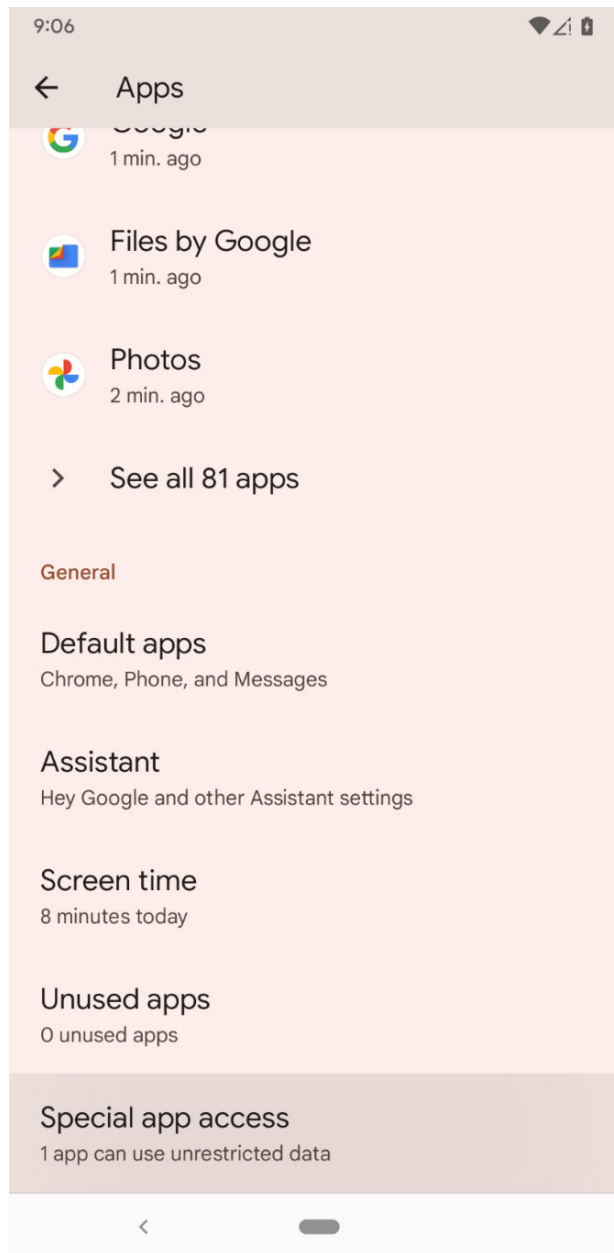 9:06
Apps
Google
1 min. ago
Files by Google
1 min. ago
Photos
2 min. ago
See all 81 apps
General
Default apps
Chrome, Phone, and Messages
Assistant
Hey Google and other Assistant settings
Screen time
8 minutes today
Unused apps
0 unused apps
Special app access
1 app can use unrestricted data